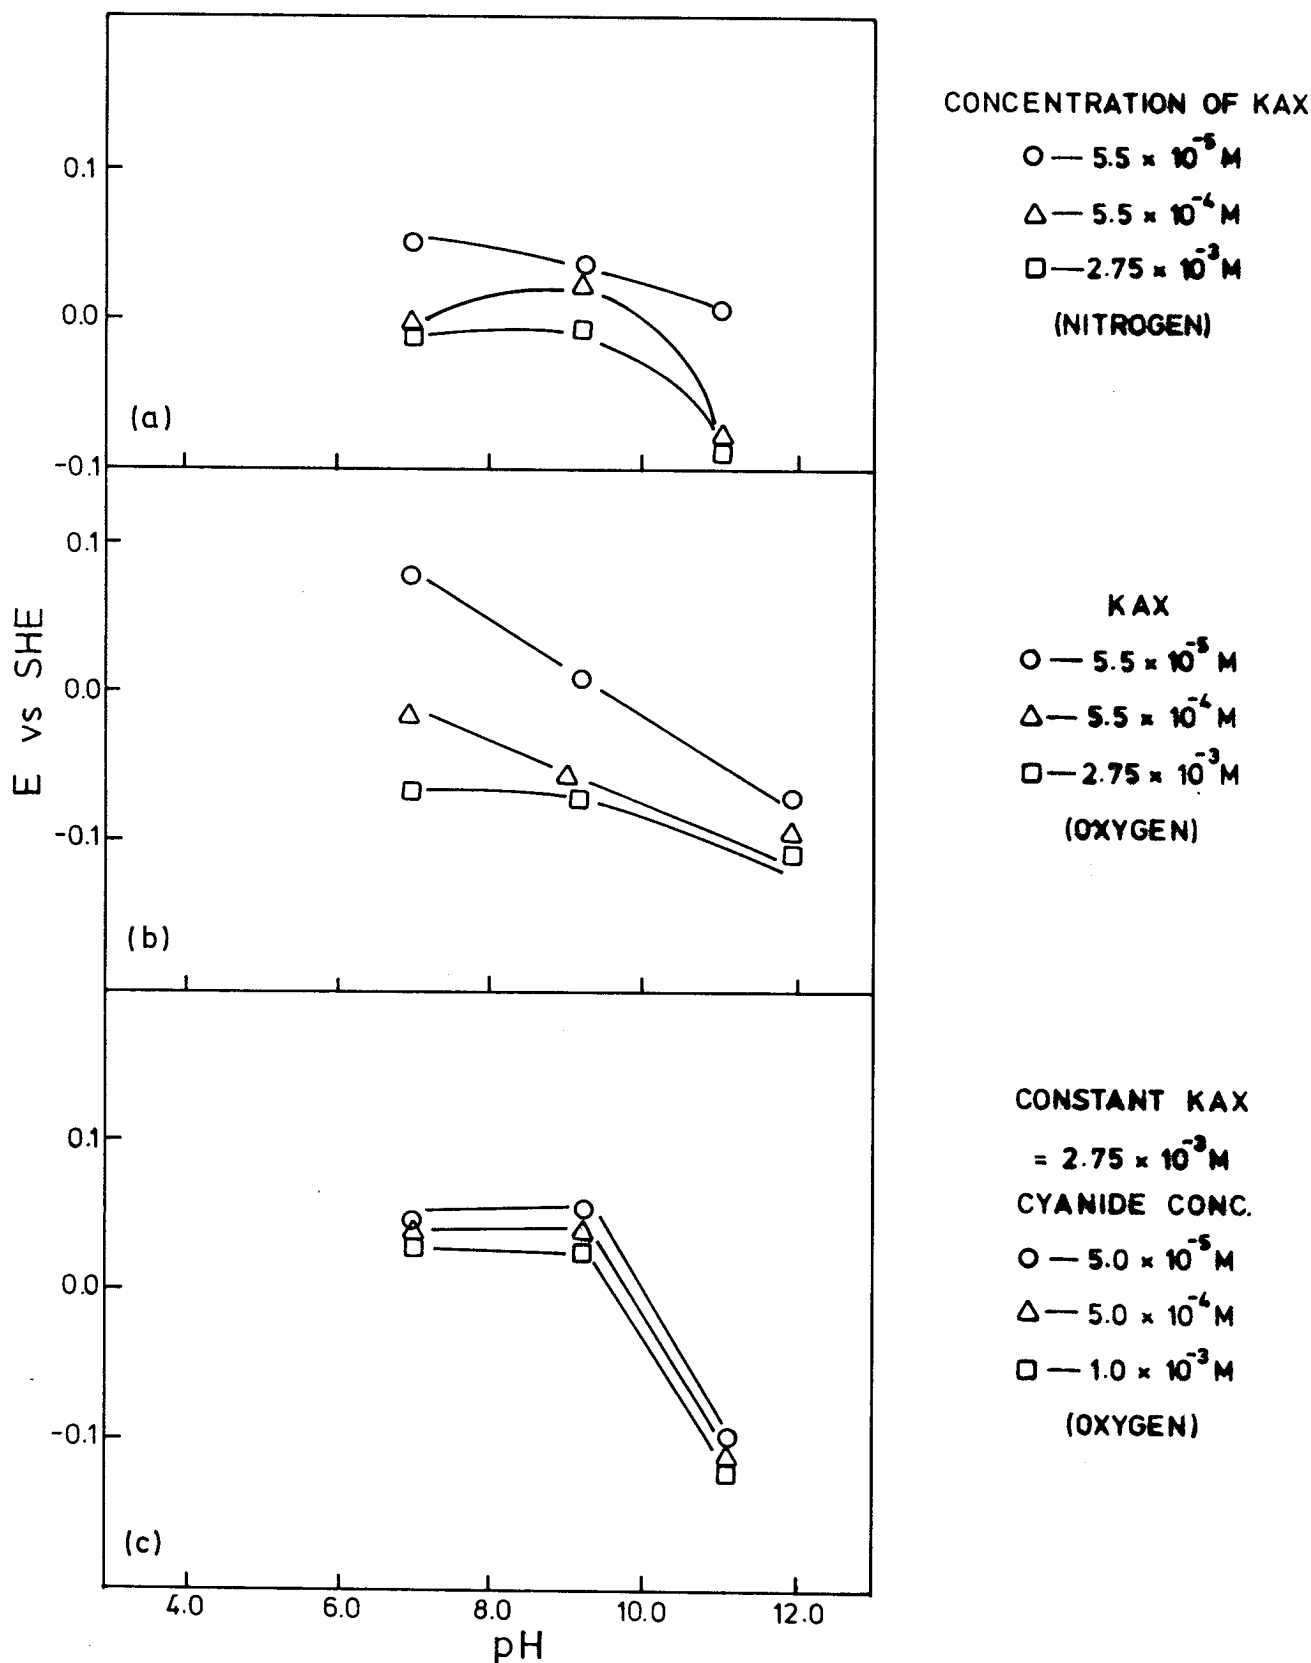 CONCENTRATION OF KAX
○ — 5.5 × 10⁻⁵ M
△ — 5.5 × 10⁻⁴ M
□ — 2.75 × 10⁻³ M
(NITROGEN)
0.1
0.0
-0.1
(a)
KAX
○ — 5.5 × 10⁻⁵ M
△ — 5.5 × 10⁻⁴ M
□ — 2.75 × 10⁻³ M
(OXYGEN)
0.1
0.0
-0.1
(b)
E vs SHE
CONSTANT KAX
= 2.75 × 10⁻³ M
CYANIDE CONC.
○ — 5.0 × 10⁻⁵ M
△ — 5.0 × 10⁻⁴ M
□ — 1.0 × 10⁻³ M
(OXYGEN)
0.1
0.0
-0.1
(c)
4.0 6.0 8.0 10.0 12.0
pH